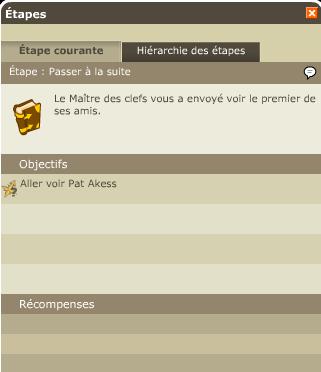 Étapes
Étape courante
Hiérarchie des étapes
Étape : Passer à la suite
Le Maître des clefs vous a envoyé voir le premier de
ses amis.
Objectifs
Aller voir Pat Akess
Récompenses